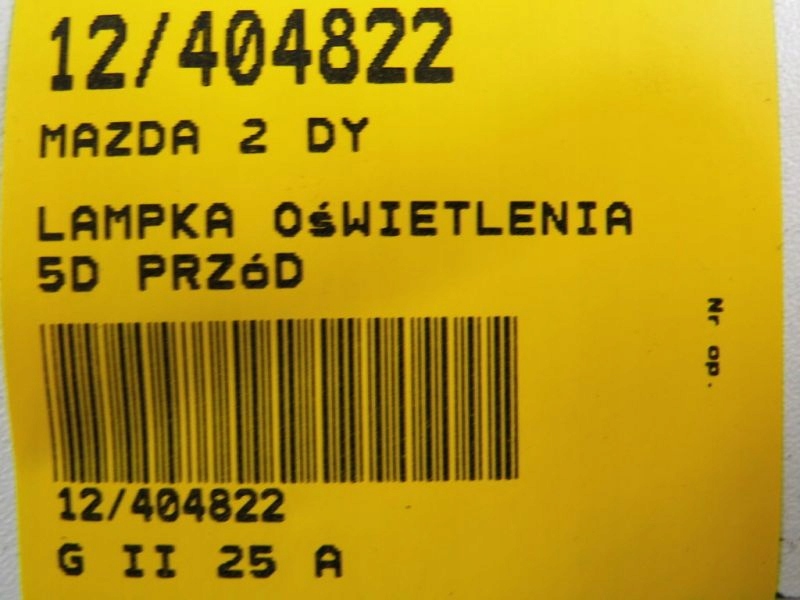 12/404822
MAZDA 2 DY
LAMPKA OśWIETLENIA
5D PRZóD
Nr op.
12/404822
G II 25 A